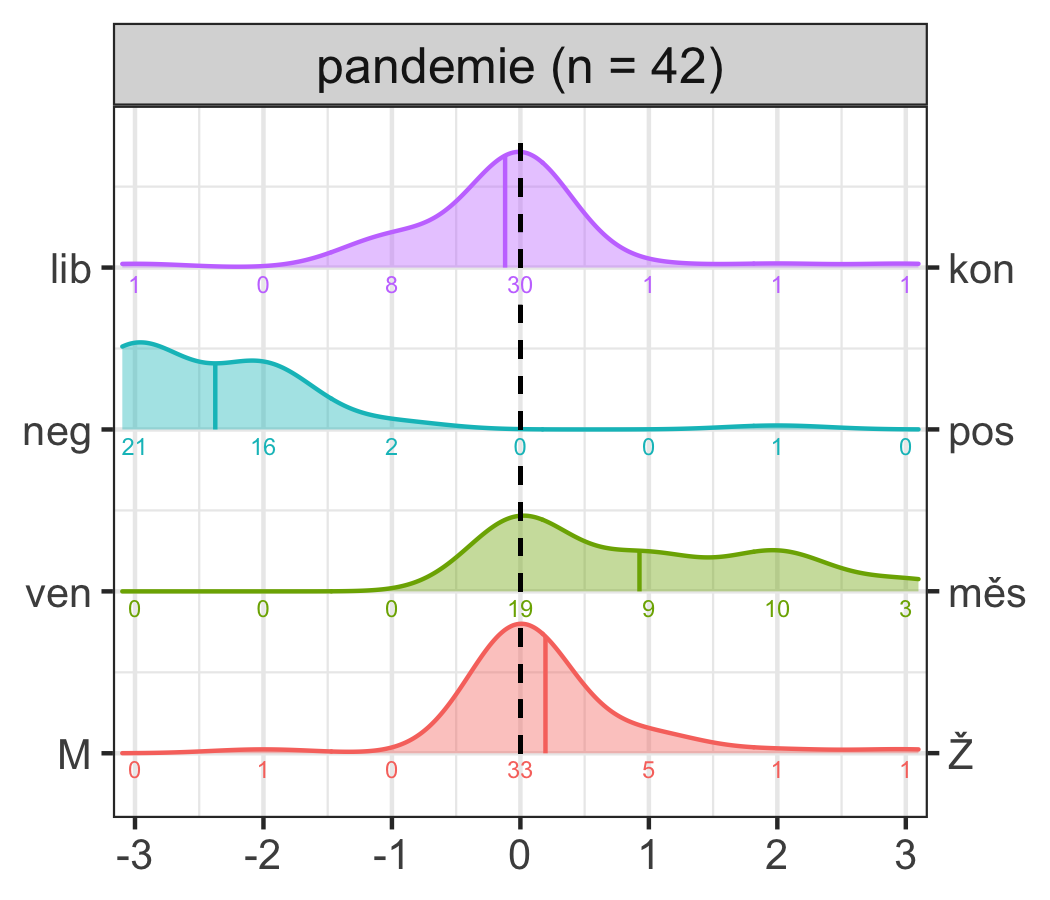 pandemie (n = 42)
lib kon
1 0 8 30 1 1 1
neg pos
21 16 2 0 0 1 0
ven měs
0 0 0 19 9 10 3
M Ž
0 1 0 33 5 1 1
-3 -2 -1 0 1 2 3